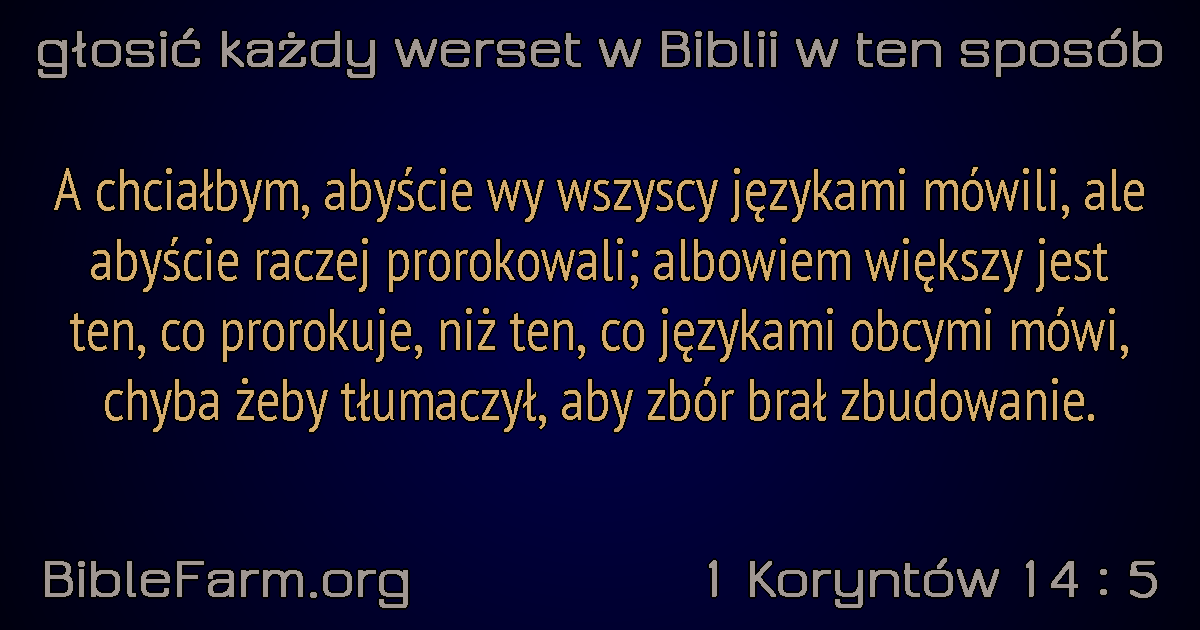 głosić każdy werset w Biblii w ten sposób
A chciałbym, abyście wy wszyscy językami mówili, ale
abyście raczej prorokowali; albowiem większy jest
ten, co prorokuje, niż ten, co językami obcymi mówi,
chyba żeby tłumaczył, aby zbór brał zbudowanie.
BibleFarm.org
1 Koryntów 14 : 5